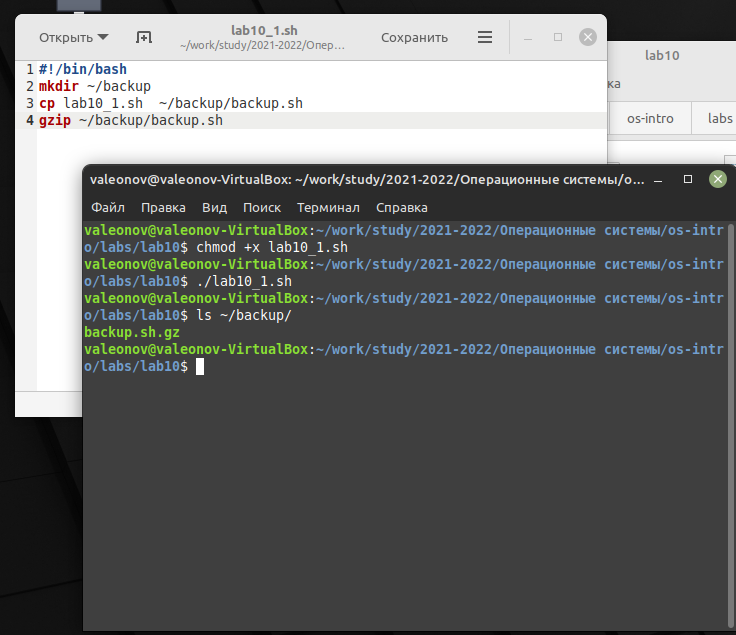 Открыть
lab10_1.sh
~/work/study/2021-2022/Опер...
Сохранить
lab10
ка
os-intro
labs
1 #!/bin/bash
2 mkdir ~/backup
3 cp lab10_1.sh  ~/backup/backup.sh
4 gzip ~/backup/backup.sh
valeonov@valeonov-VirtualBox: ~/work/study/2021-2022/Операционные системы/o...
Файл Правка Вид Поиск Терминал Справка
valeonov@valeonov-VirtualBox:~/work/study/2021-2022/Операционные системы/os-intr
o/labs/lab10$ chmod +x lab10_1.sh
valeonov@valeonov-VirtualBox:~/work/study/2021-2022/Операционные системы/os-intr
o/labs/lab10$ ./lab10_1.sh
valeonov@valeonov-VirtualBox:~/work/study/2021-2022/Операционные системы/os-intr
o/labs/lab10$ ls ~/backup/
backup.sh.gz
valeonov@valeonov-VirtualBox:~/work/study/2021-2022/Операционные системы/os-intr
o/labs/lab10$